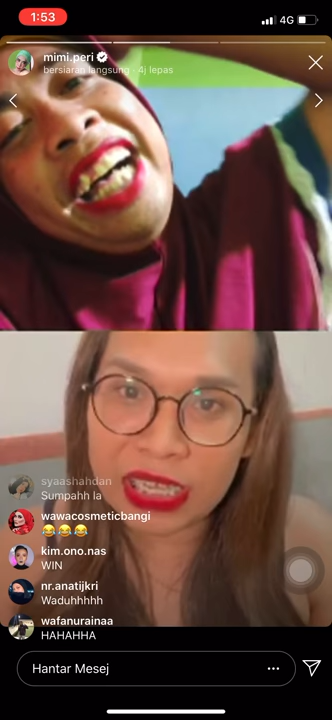 1:53
4G
mimi.peri
bersiaran langsung · 4j lepas
syaashahdan
Sumpahh la
wawacosmeticbangi
😂😂😂
kim.ono.nas
WIN
nr.anatijkri
Waduhhhhh
wafanurainaa
HAHAHHA
Hantar Mesej